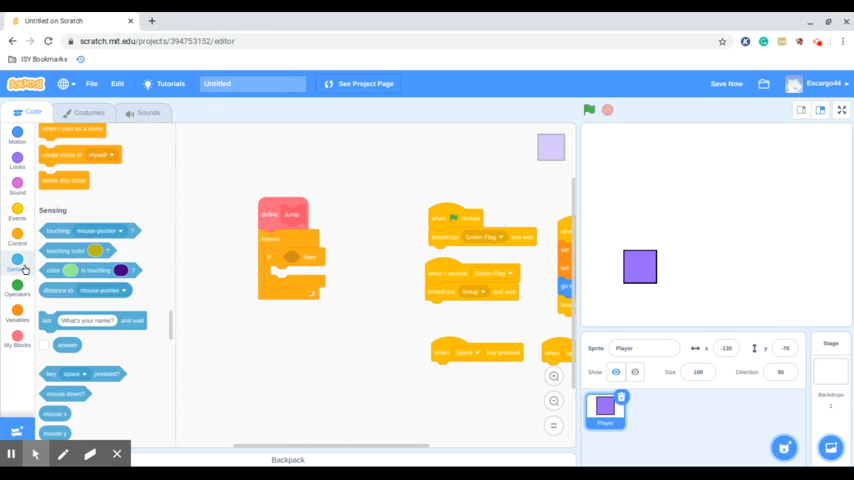 Untitled on Scratch
scratch.mit.edu/projects/394753152/editor
ISY Bookmarks
SCRATCH File Edit Tutorials Untitled See Project Page Save Now Escargo44
Code Costumes Sounds
Motion
Looks
Sound
Events
Control
Operators
Variables
My Blocks
when I start as a clone
create clone of myself
delete this clone
Sensing
touching mouse-pointer ?
touching color ?
color is touching ?
distance to mouse-pointer
ask What's your name? and wait
answer
key space pressed?
mouse down?
mouse x
mouse y
define Jump
forever
if then
when clicked
broadcast Green Flag and wait
when I receive Green Flag
broadcast Setup and wait
when space key pressed
when
set
set
go
Sprite Player x -130 y -70
Show Size 100 Direction 90
Player
Stage
Backdrops
1
Backpack